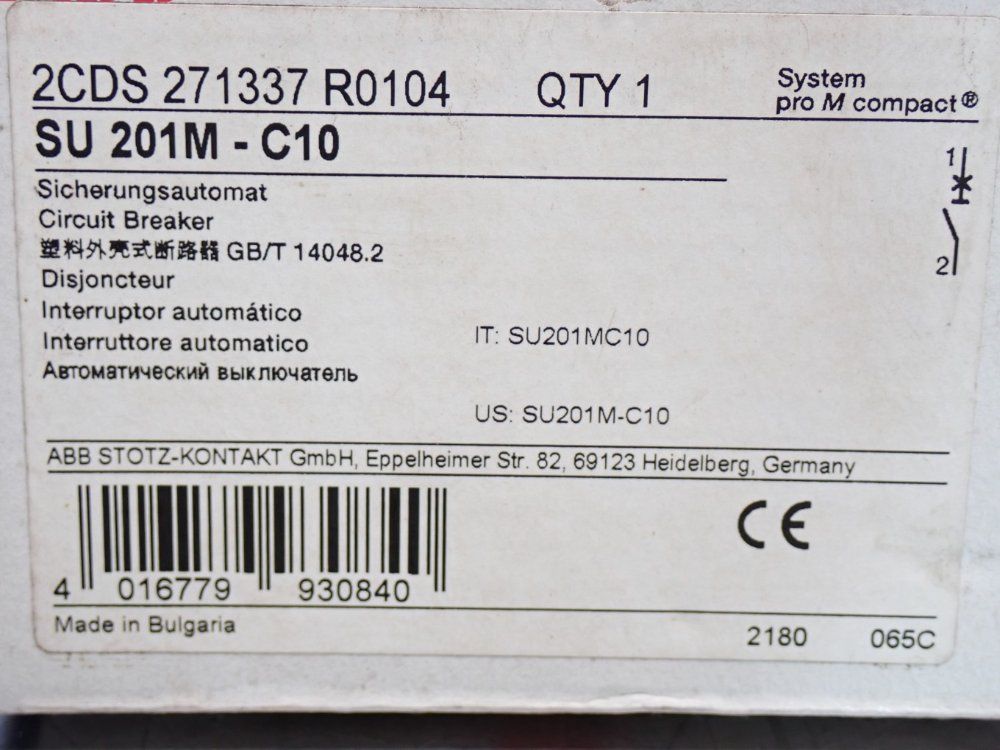 2CDS 271337 R0104 QTY 1 System
pro M compact®
SU 201M - C10
1
Sicherungsautomat
Circuit Breaker
塑料外壳式断路器 GB/T 14048.2
2
Disjoncteur
Interruptor automático
IT: SU201MC10
Interruttore automatico
Автоматический выключатель
US: SU201M-C10
ABB STOTZ-KONTAKT GmbH, Eppelheimer Str. 82, 69123 Heidelberg, Germany
CE
4 016779 930840
Made in Bulgaria
2180 065C